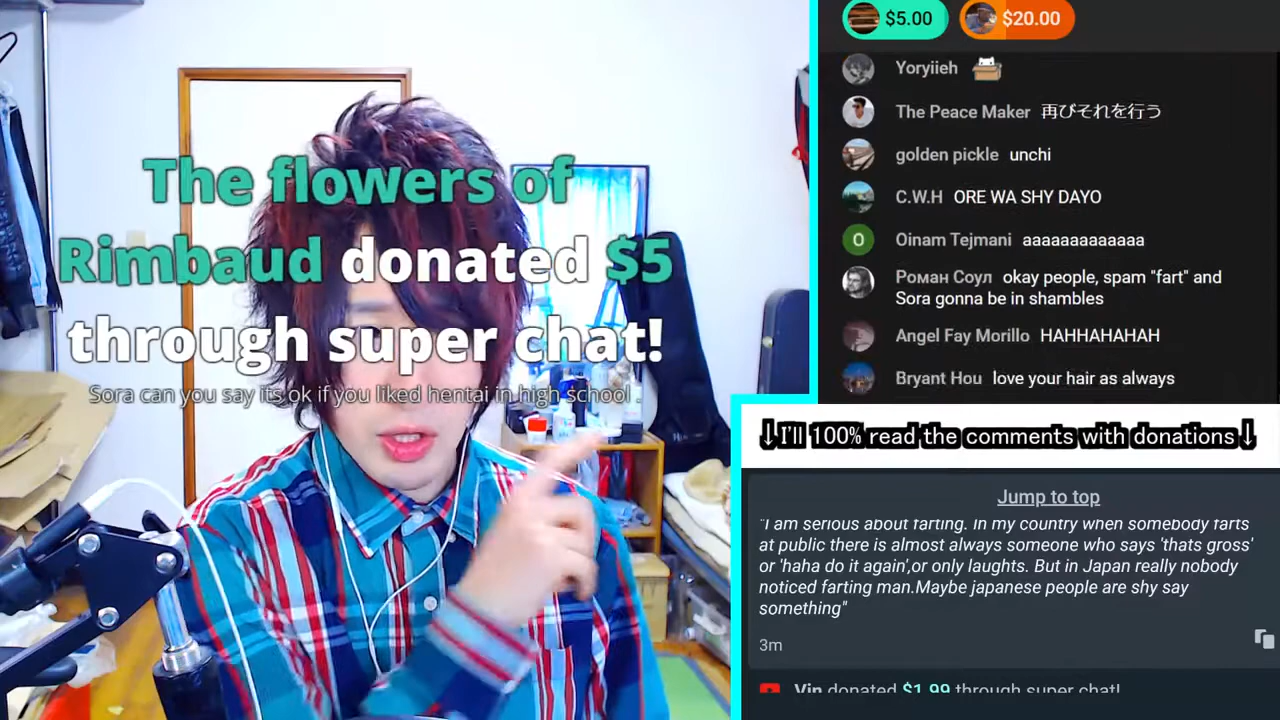 The flowers of
Rimbaud donated $5
through super chat!
Sora can you say its ok if you liked hentai in high school .
$5.00 $20.00
Yoryiieh
The Peace Maker 再びそれを行う
golden pickle unchi
C.W.H ORE WA SHY DAYO
O Oinam Tejmani aaaaaaaaaaaaa
Роман Соул okay people, spam "fart" and
Sora gonna be in shambles
Angel Fay Morillo HAHHAHAHAH
Bryant Hou love your hair as always
↓I'll 100% read the comments with donations↓
Jump to top
"I am serious about farting. In my country when somebody farts
at public there is almost always someone who says 'thats gross'
or 'haha do it again',or only laughts. But in Japan really nobody
noticed farting man.Maybe japanese people are shy say
something"
3m
Vin donated $1.99 through super chat!